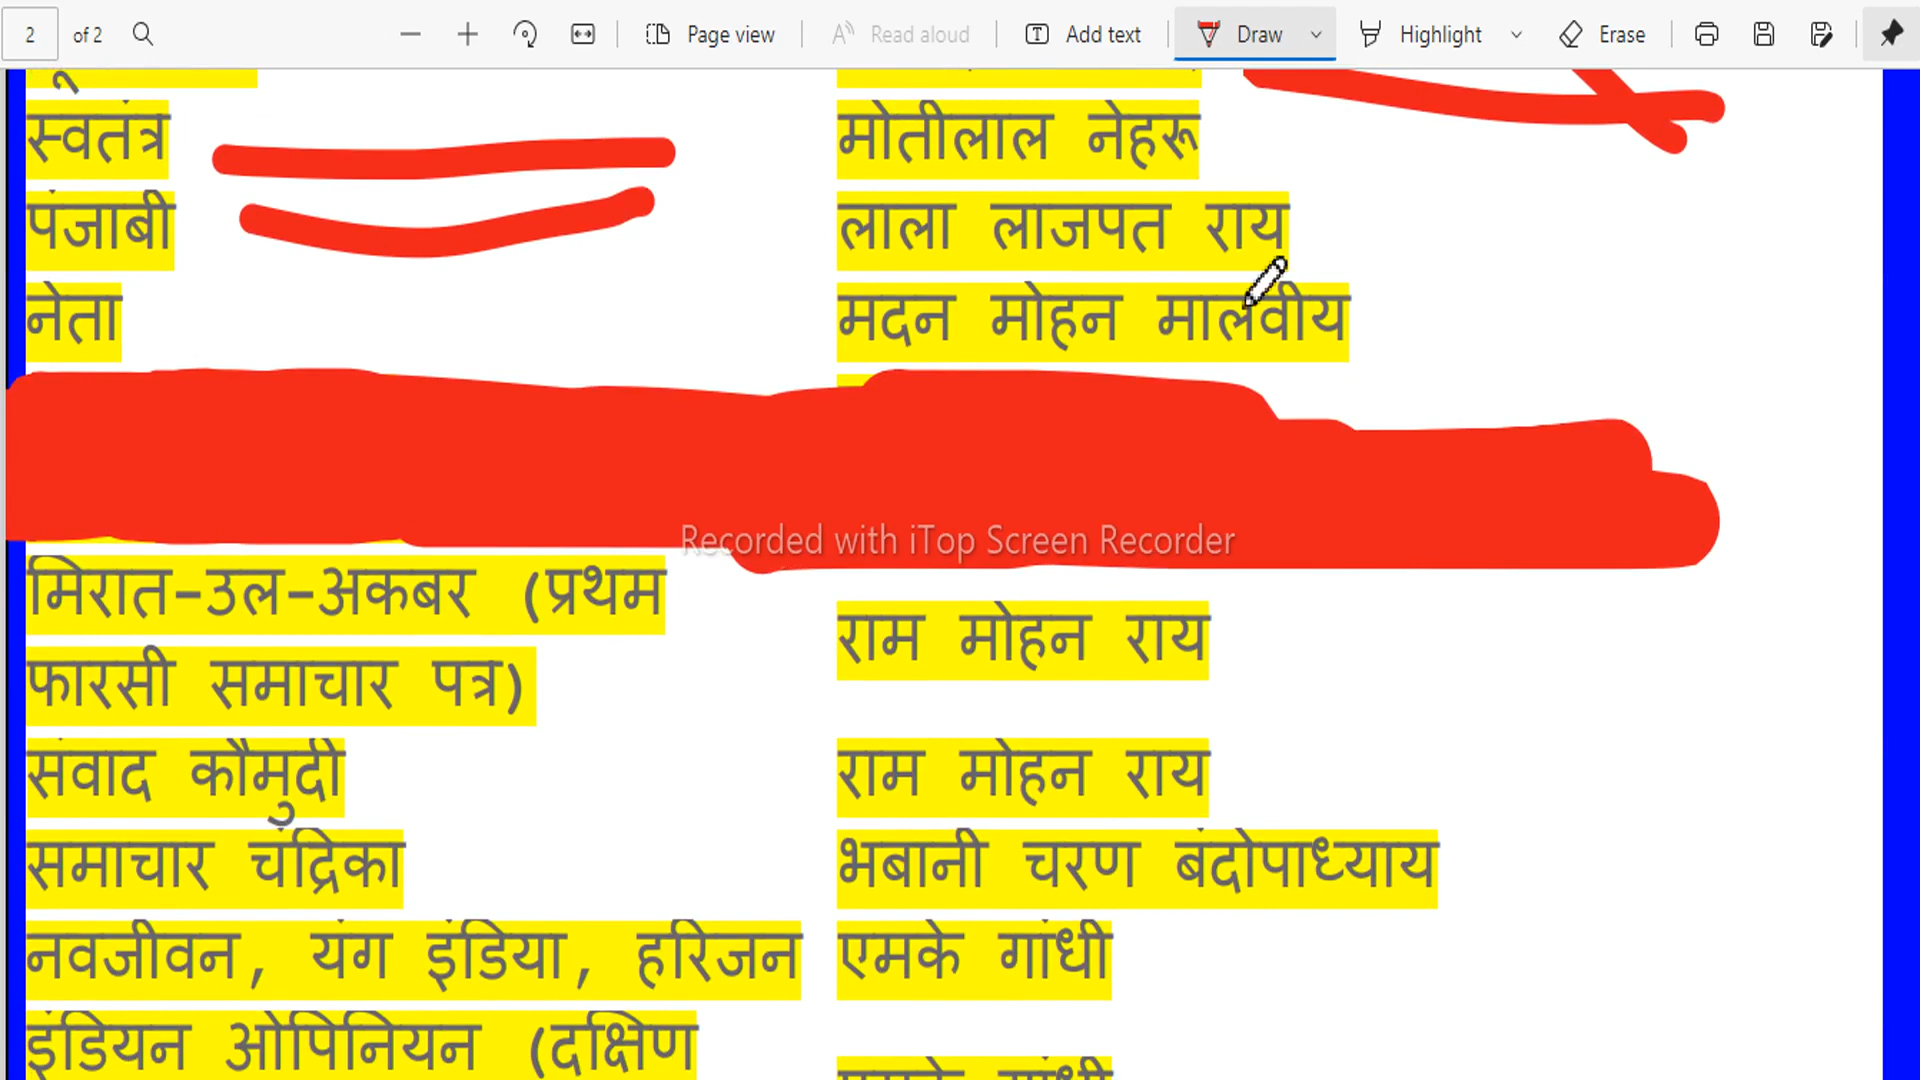 2 of 2 Page view Read aloud Add text Draw Highlight Erase
स्वतंत्र मोतीलाल नेहरू
पंजाबी लाला लाजपत राय
नेता मदन मोहन मालवीय
Recorded with iTop Screen Recorder
मिरात-उल-अकबर (प्रथम
फारसी समाचार पत्र) राम मोहन राय
संवाद कौमुदी राम मोहन राय
समाचार चंद्रिका भबानी चरण बंदोपाध्याय
नवजीवन, यंग इंडिया, हरिजन एमके गांधी
इंडियन ओपिनियन (दक्षिण